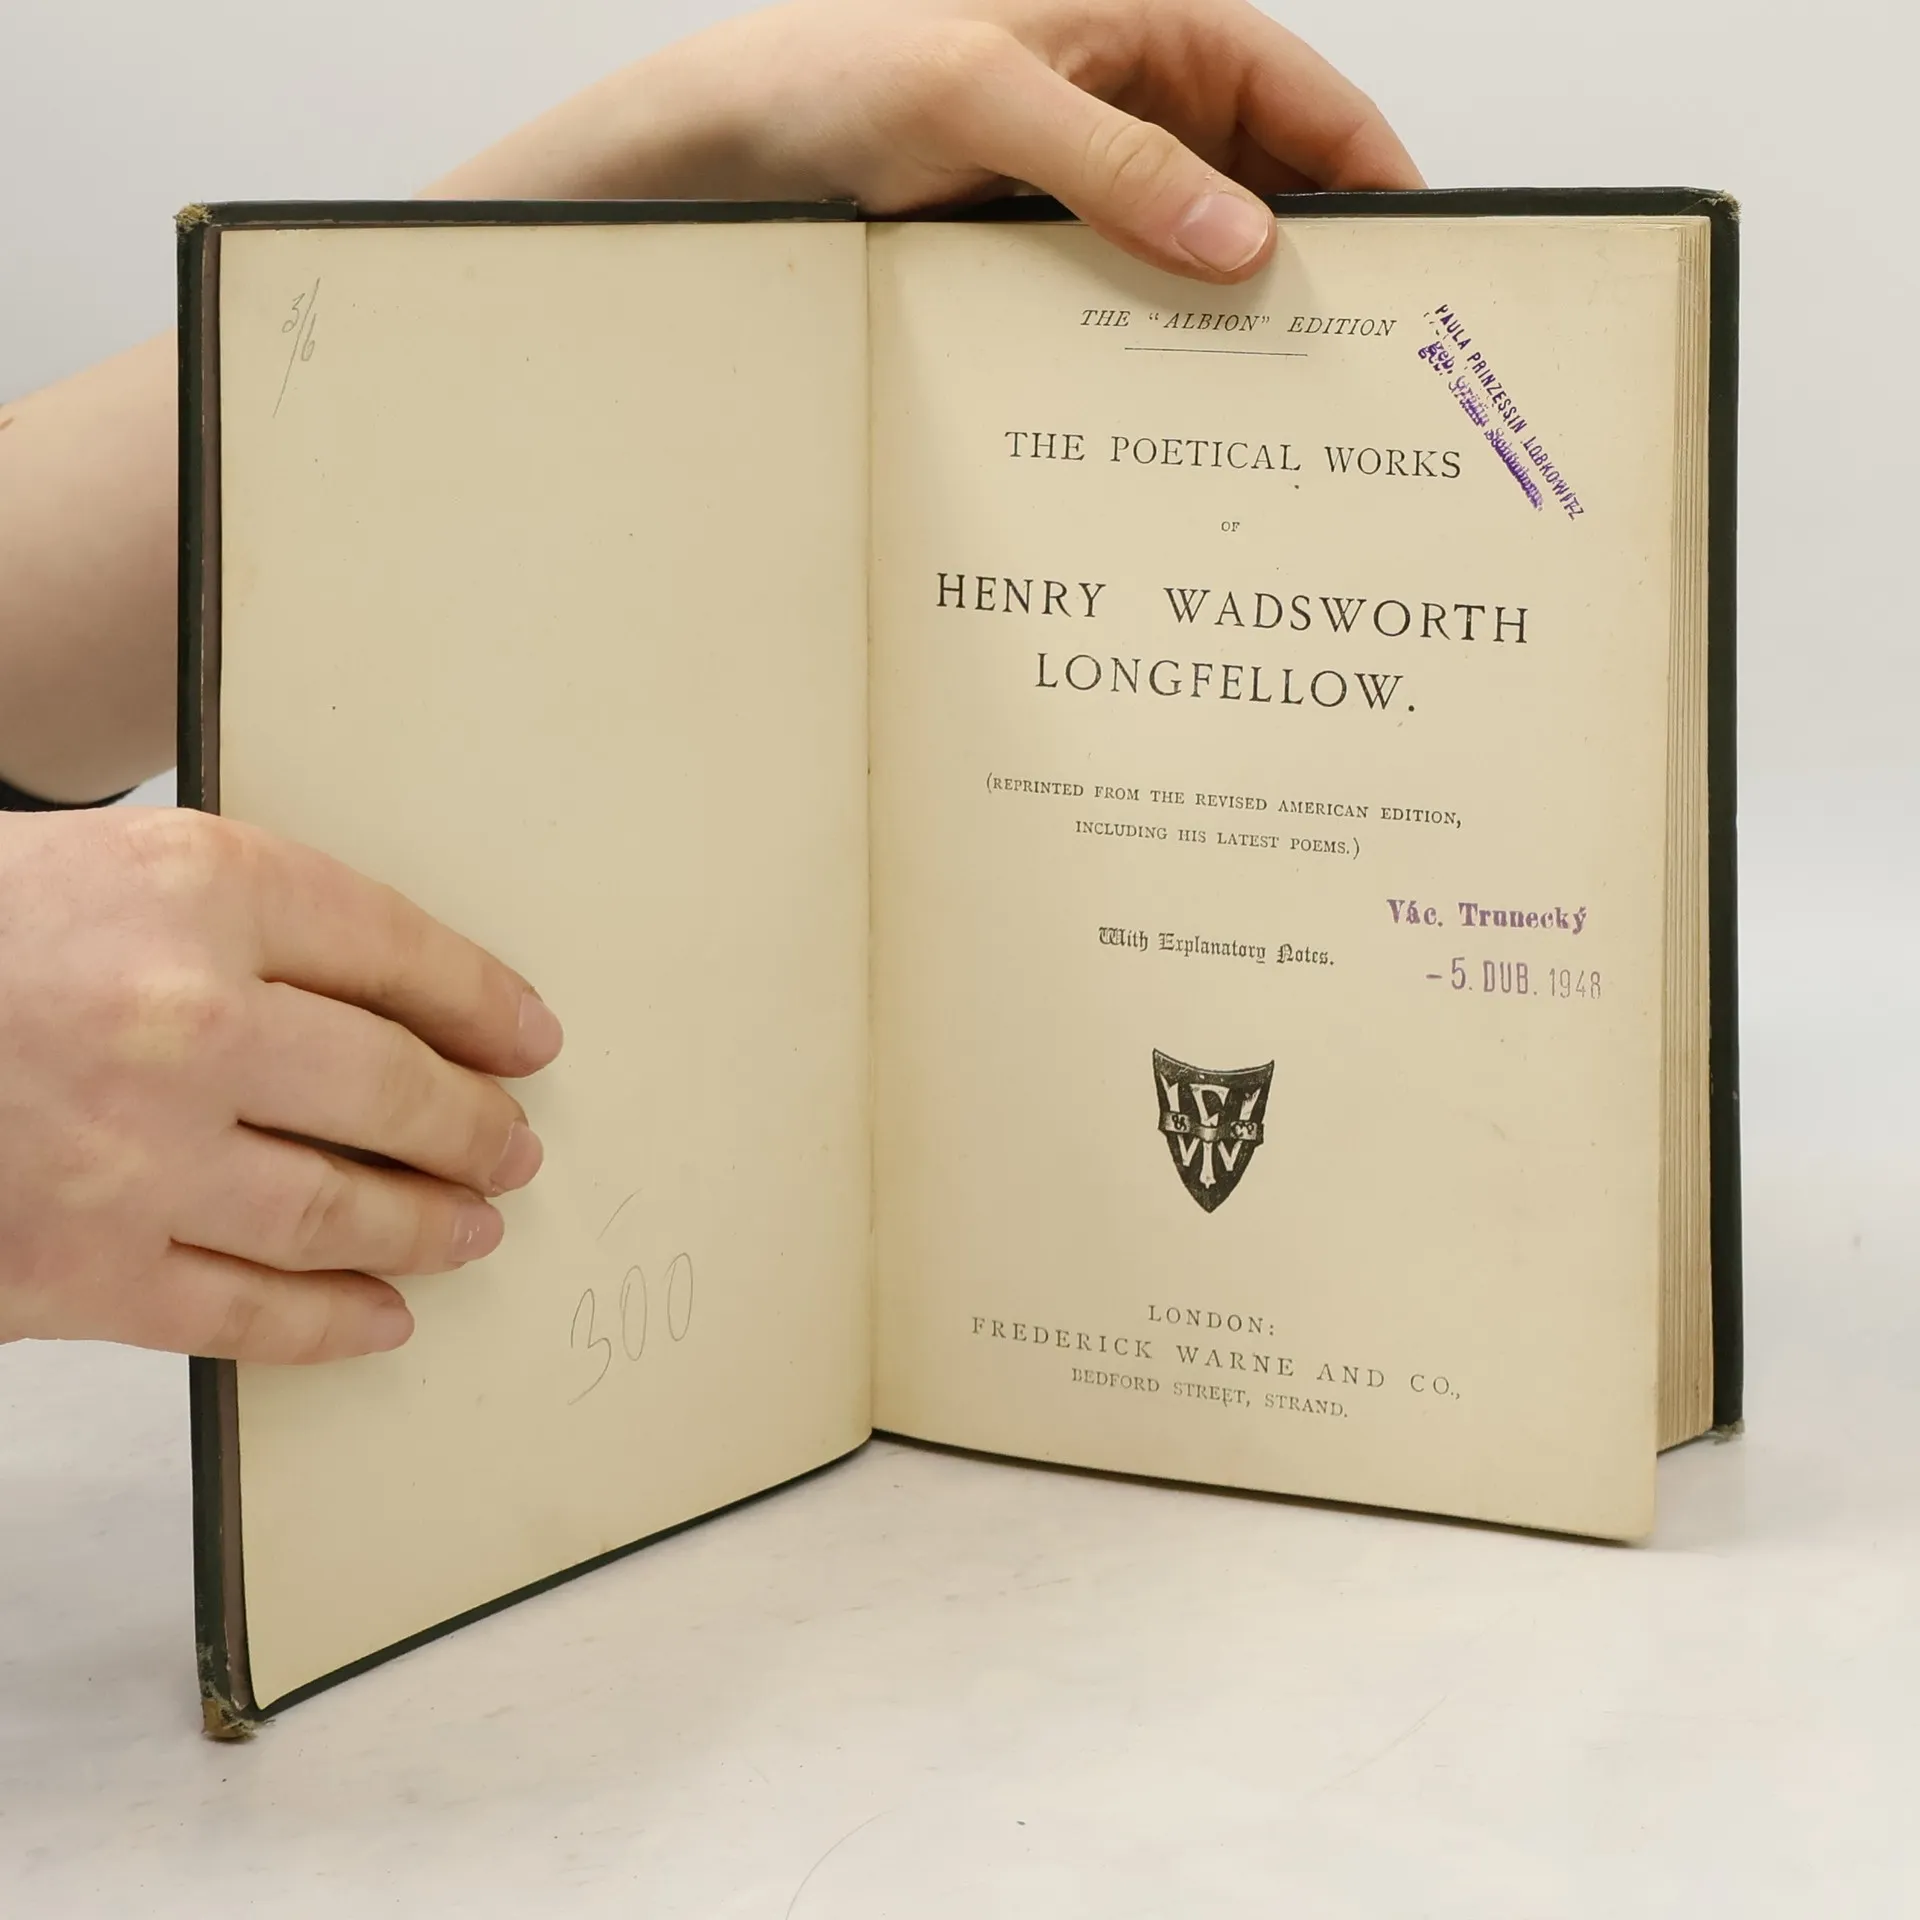 3/6
300
THE "ALBION" EDITION
PAULA PRINZESSIN LOBKOWITZ
geb. Gräfin
THE POETICAL WORKS
OF
HENRY WADSWORTH
LONGFELLOW.
(REPRINTED FROM THE REVISED AMERICAN EDITION,
INCLUDING HIS LATEST POEMS.)
Vác. Trunecký
With Explanatory Notes.
-5. DUB. 1948
LONDON:
FREDERICK WARNE AND CO.,
BEDFORD STREET, STRAND.